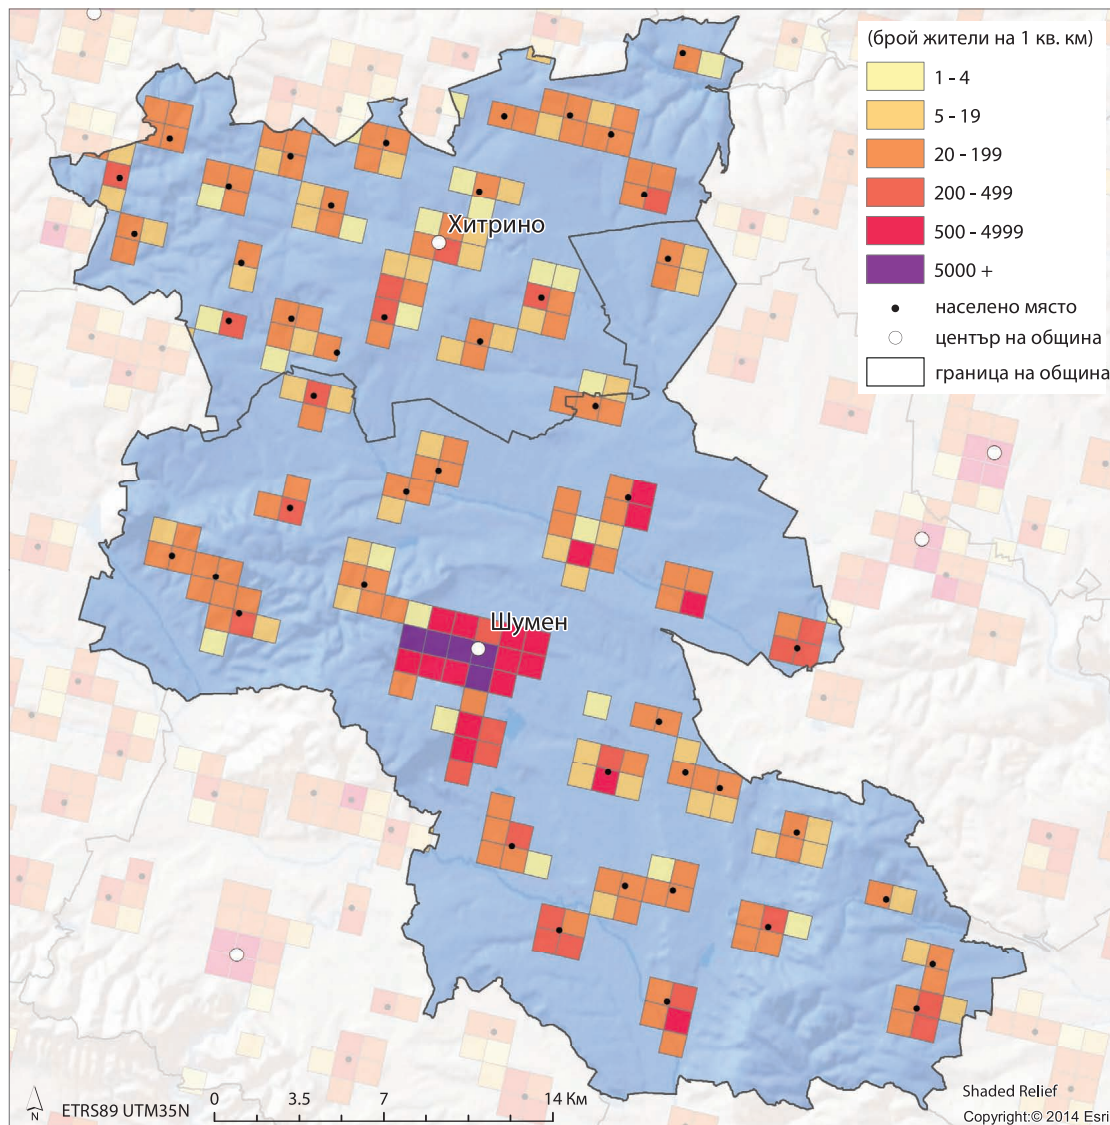 (брой жители на 1 кв. км)
1 - 4
5 - 19
20 - 199
200 - 499
500 - 4999
5000 +
населено място
център на община
граница на община
Хитрино
Шумен
N
ETRS89 UTM35N
0 3.5 7 14 Км
Shaded Relief
Copyright:© 2014 Esri